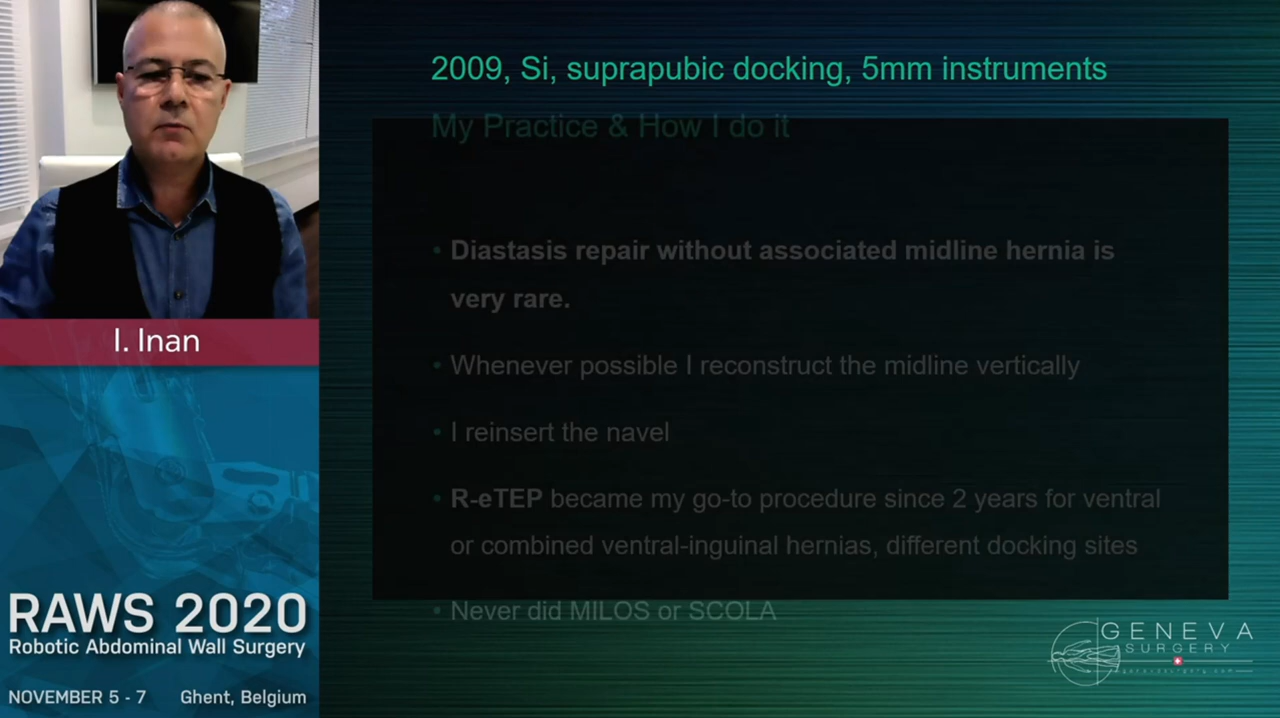 2009, Si, suprapubic docking, 5mm instruments
My Practice & How I do it
• Diastasis repair without associated midline hernia is
very rare.
• Whenever possible I reconstruct the midline vertically
• I reinsert the navel
• R-eTEP became my go-to procedure since 2 years for ventral
or combined ventral-inguinal hernias, different docking sites
• Never did MILOS or SCOLA
I. Inan
RAWS 2020
Robotic Abdominal Wall Surgery
NOVEMBER 5 - 7 Ghent, Belgium
GENEVA
SURGERY